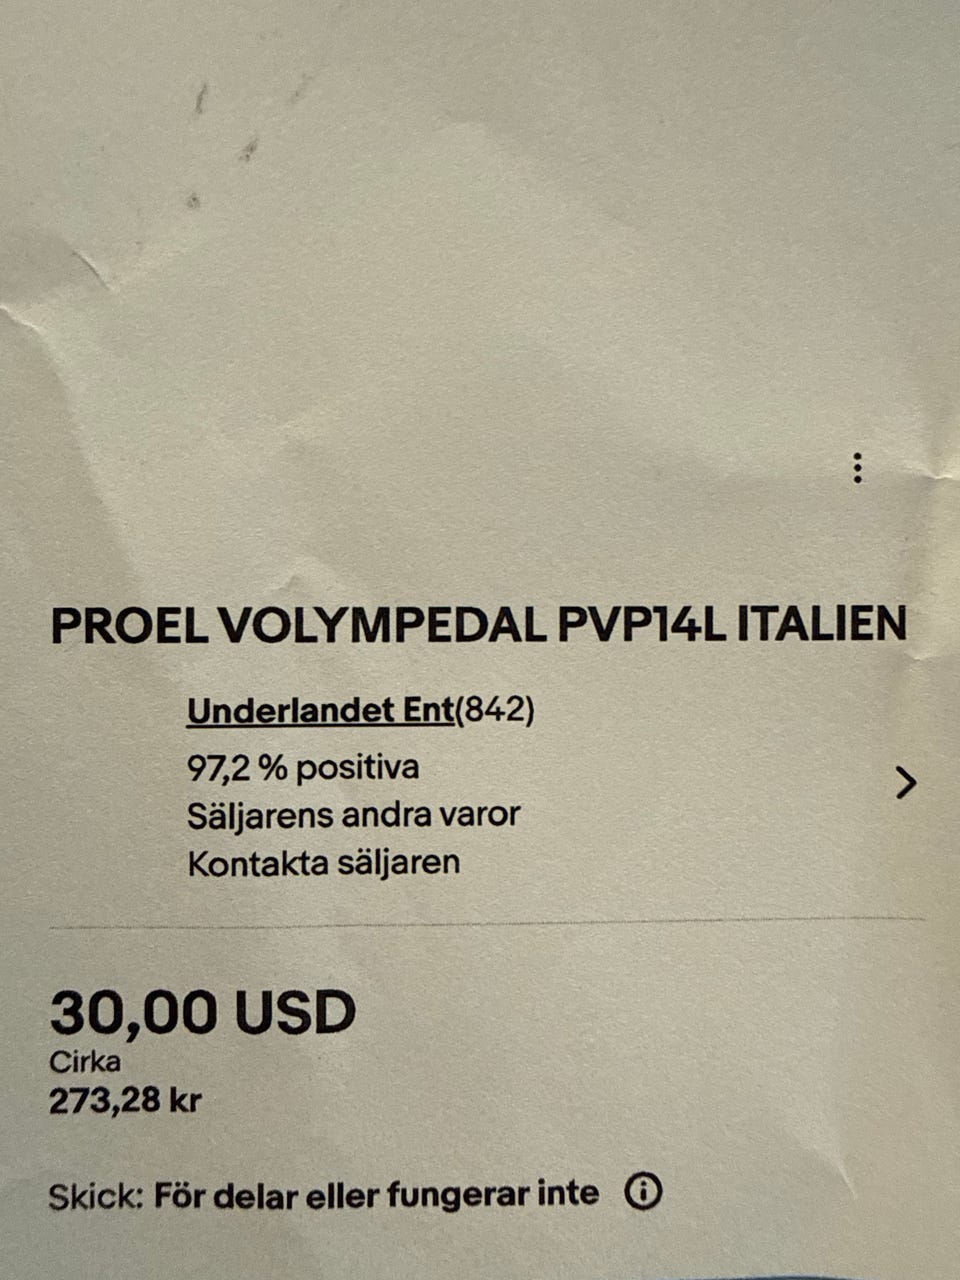 PROEL VOLYMPEDAL PVP14L ITALIEN
Underlandet Ent(842)
97,2 % positiva
Säljarens andra varor
Kontakta säljaren
30,00 USD
Cirka
273,28 kr
Skick: För delar eller fungerar inte